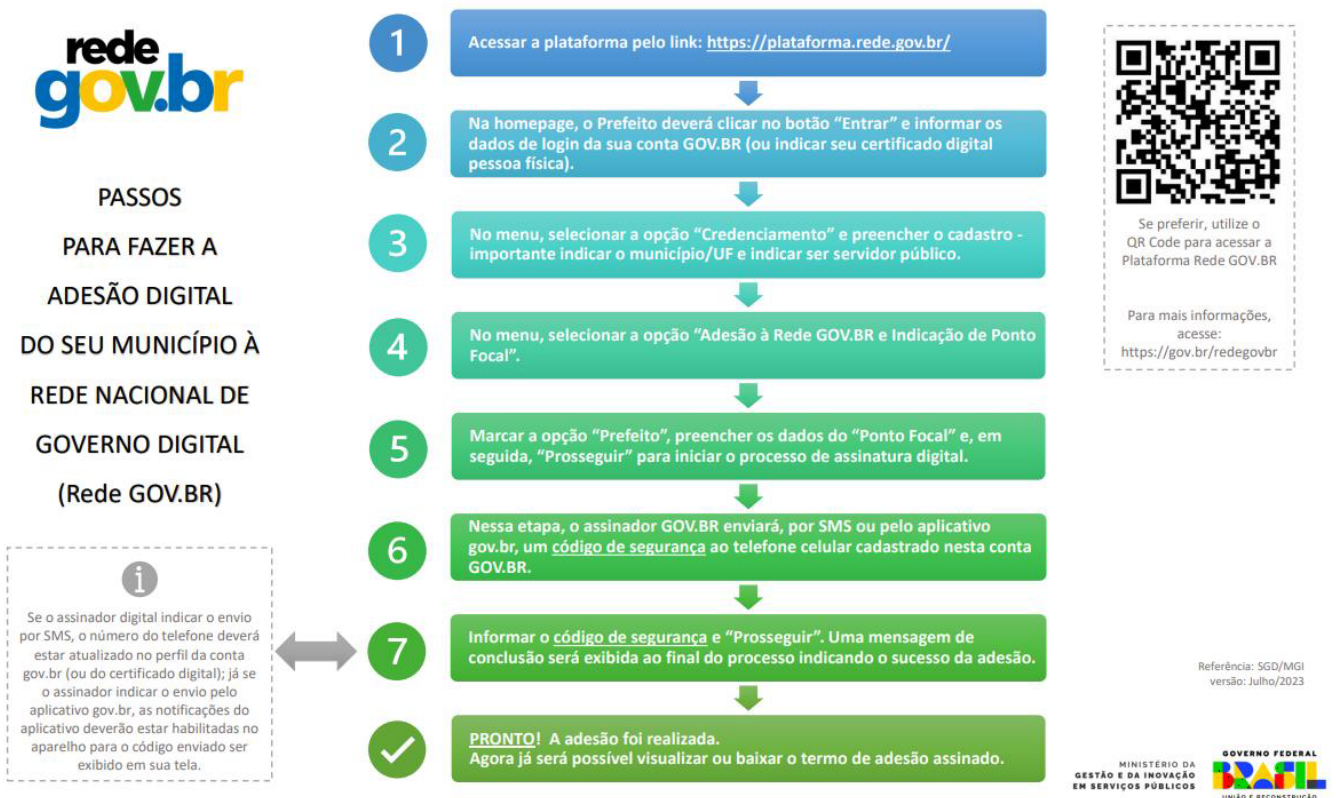 rede
gov.br
PASSOS
PARA FAZER A
ADESÃO DIGITAL
DO SEU MUNICÍPIO À
REDE NACIONAL DE
GOVERNO DIGITAL
(Rede GOV.BR)
i
Se o assinador digital indicar o envio
por SMS, o número do telefone deverá
estar atualizado no perfil da conta
gov.br (ou do certificado digital); já se
o assinador indicar o envio pelo
aplicativo gov.br, as notificações do
aplicativo deverão estar habilitadas no
aparelho para o código enviado ser
exibido em sua tela.
1
Acessar a plataforma pelo link: https://plataforma.rede.gov.br/
2
Na homepage, o Prefeito deverá clicar no botão “Entrar” e informar os
dados de login da sua conta GOV.BR (ou indicar seu certificado digital
pessoa física).
3
No menu, selecionar a opção “Credenciamento” e preencher o cadastro -
importante indicar o município/UF e indicar ser servidor público.
4
No menu, selecionar a opção “Adesão à Rede GOV.BR e Indicação de Ponto
Focal”.
5
Marcar a opção “Prefeito”, preencher os dados do “Ponto Focal” e, em
seguida, “Prosseguir” para iniciar o processo de assinatura digital.
6
Nessa etapa, o assinador GOV.BR enviará, por SMS ou pelo aplicativo
gov.br, um código de segurança ao telefone celular cadastrado nesta conta
GOV.BR.
7
Informar o código de segurança e “Prosseguir”. Uma mensagem de
conclusão será exibida ao final do processo indicando o sucesso da adesão.
PRONTO! A adesão foi realizada.
Agora já será possível visualizar ou baixar o termo de adesão assinado.
Se preferir, utilize o
QR Code para acessar a
Plataforma Rede GOV.BR
Para mais informações,
acesse:
https://gov.br/redegovbr
Referência: SGD/MGI
versão: Julho/2023
MINISTÉRIO DA
GESTÃO E DA INOVAÇÃO
EM SERVIÇOS PÚBLICOS
GOVERNO FEDERAL
BRASIL
UNIÃO E RECONSTRUÇÃO